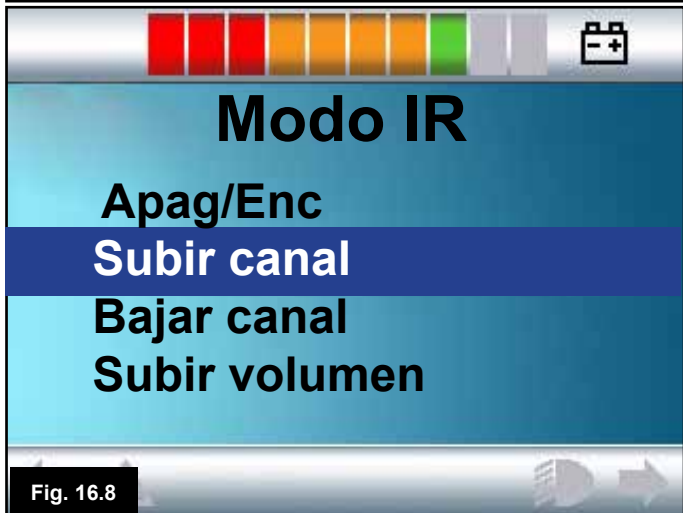 Modo IR
Apag/Enc
Subir canal
Bajar canal
Subir volumen
Fig. 16.8